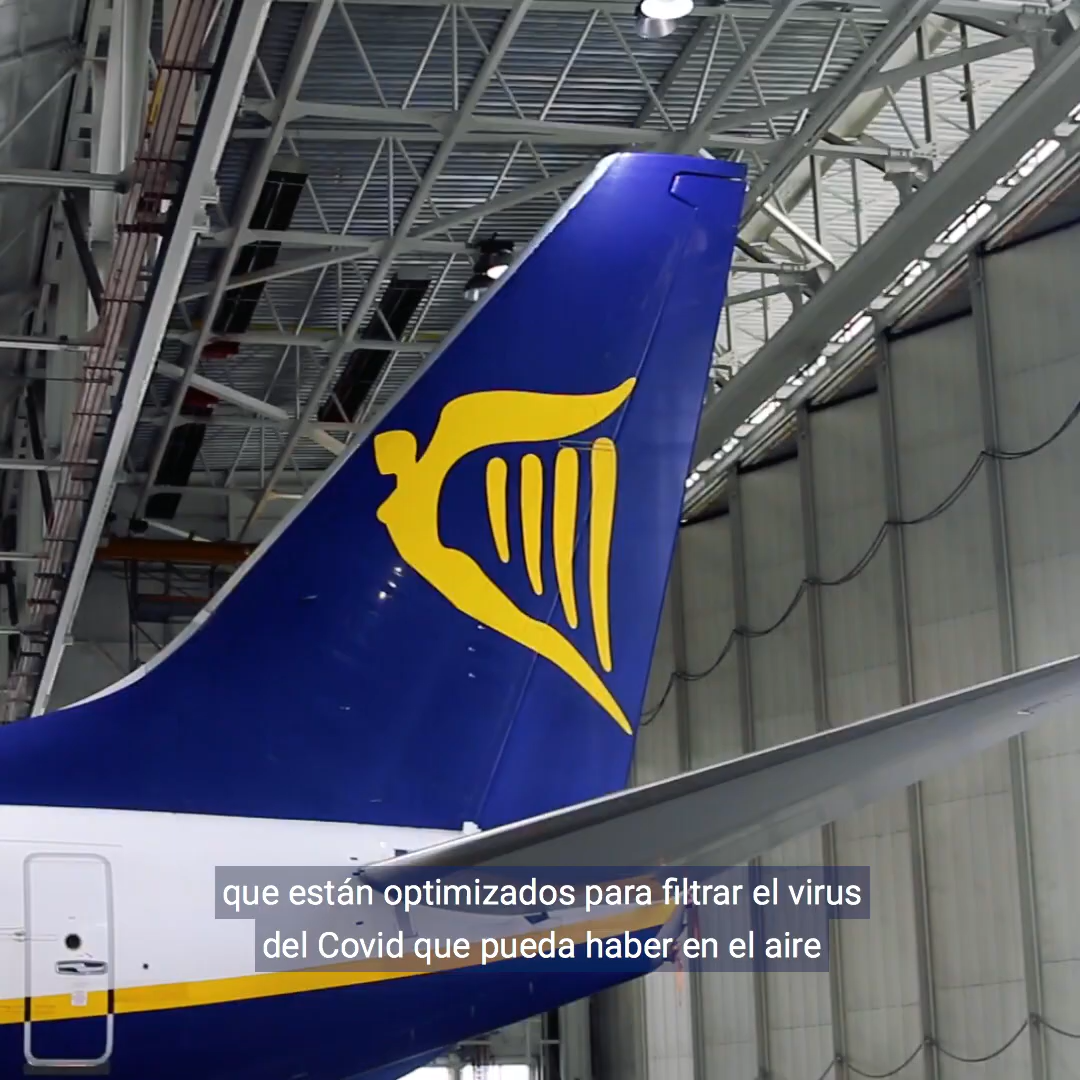 que están optimizados para filtrar el virus
del Covid que pueda haber en el aire